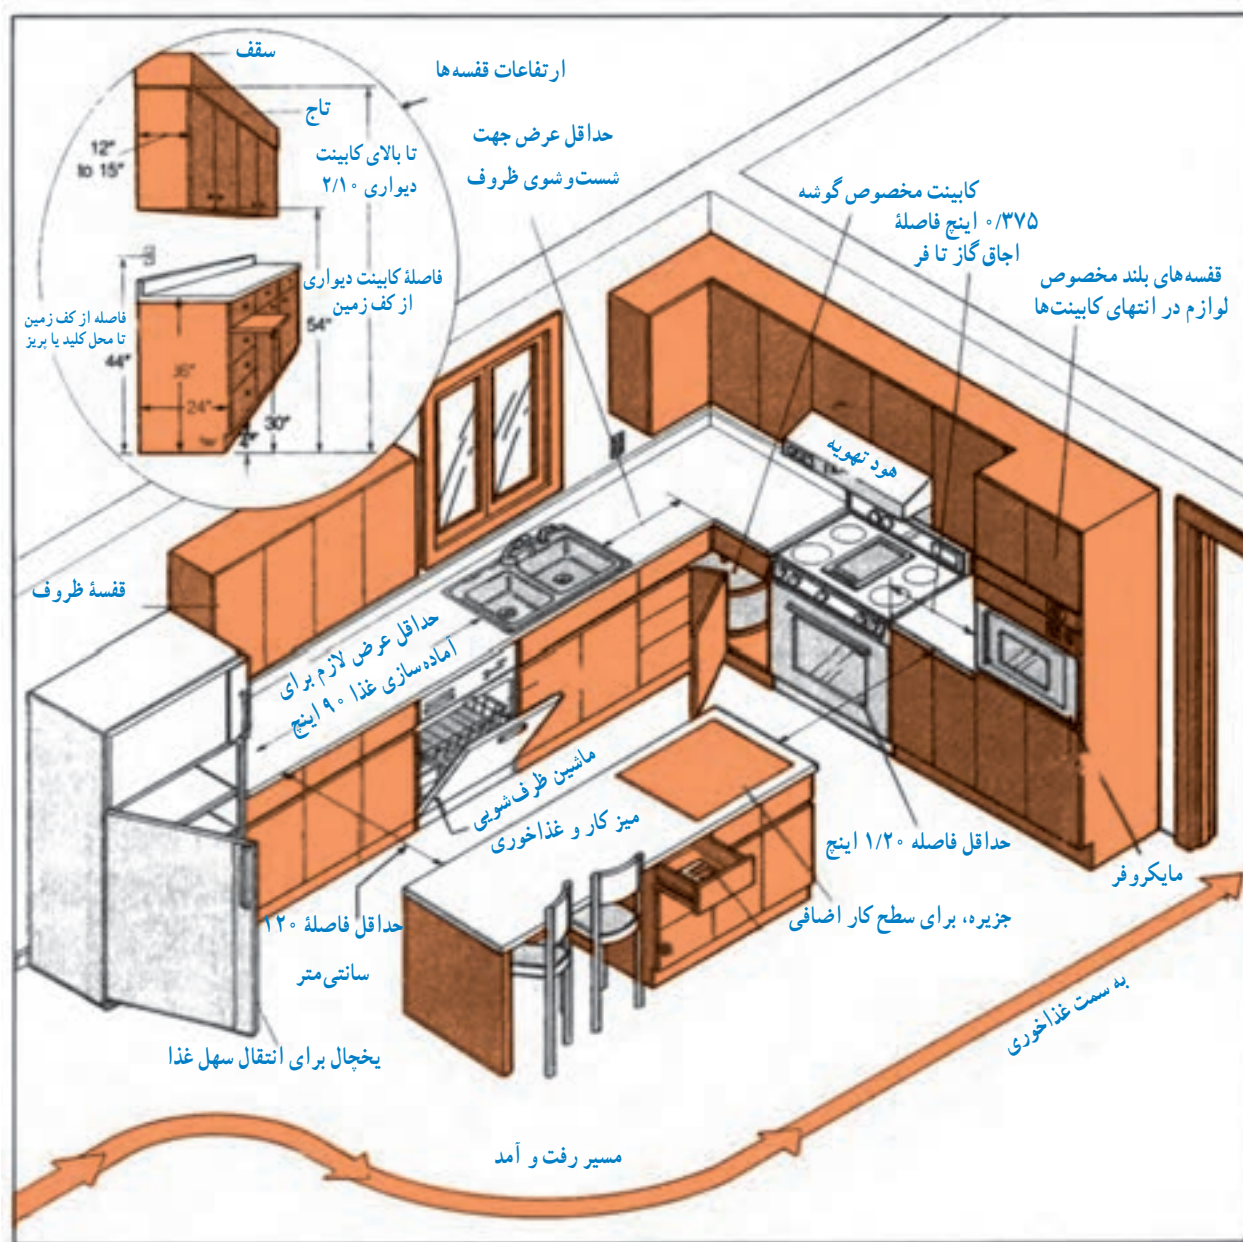 سقف
ارتفاعات قفسه‌ها
تاج
12"
to 15"
تا بالای کابینت
دیواری ۲/۱۰
حداقل عرض جهت
شست‌وشوی ظروف
کابینت مخصوص گوشه
۰/۳۷۵ اینچ فاصلهٔ
اجاق گاز تا فر
قفسه‌های بلند مخصوص
لوازم در انتهای کابینت‌ها
فاصلهٔ کابینت دیواری
از کف زمین
54"
فاصله از کف زمین
تا محل کلید یا پریز
44"
36"
24"
30"
4"
هود تهویه
قفسهٔ ظروف
حداقل عرض لازم برای
آماده‌سازی غذا ۹۰ اینچ
ماشین ظرف‌شویی
میز کار و غذاخوری
حداقل فاصله ۱/۲۰ اینچ
مایکروفر
حداقل فاصلهٔ ۱۲۰
سانتی‌متر
جزیره، برای سطح کار اضافی
یخچال برای انتقال سهل غذا
به سمت غذاخوری
مسیر رفت و آمد